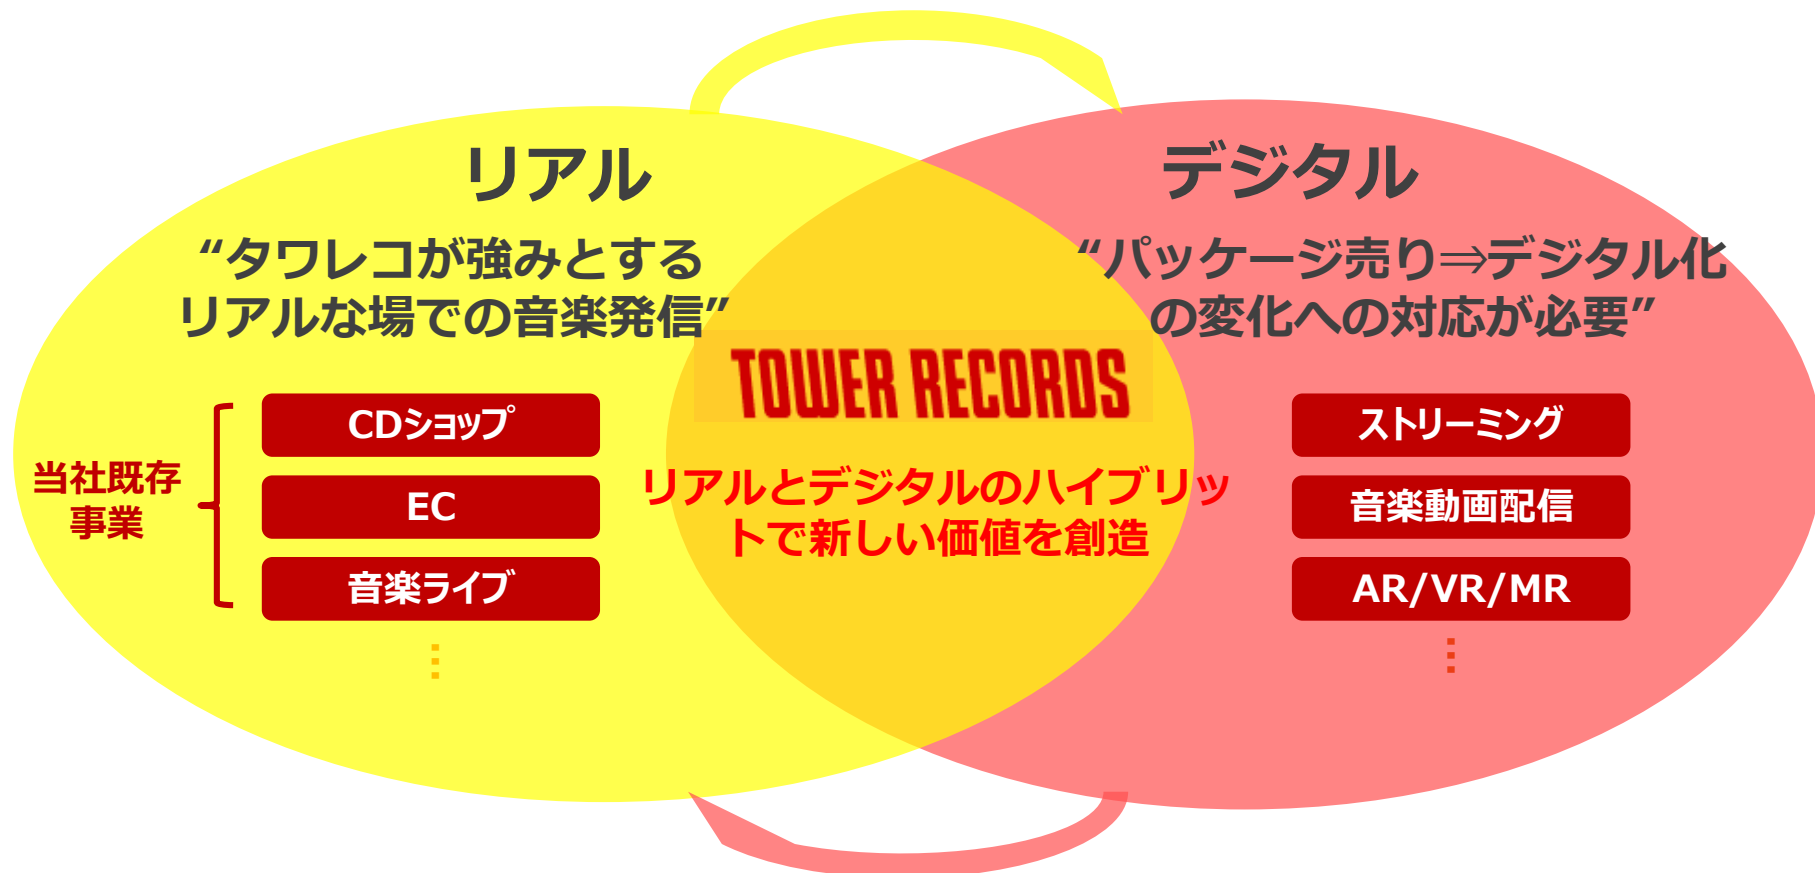 リアル
“タワレコが強みとする
リアルな場での音楽発信”
当社既存
事業
CDショップ
EC
音楽ライブ
⋮
TOWER RECORDS
リアルとデジタルのハイブリッ
トで新しい価値を創造
デジタル
“パッケージ売り⇒デジタル化
の変化への対応が必要”
ストリーミング
音楽動画配信
AR/VR/MR
⋮